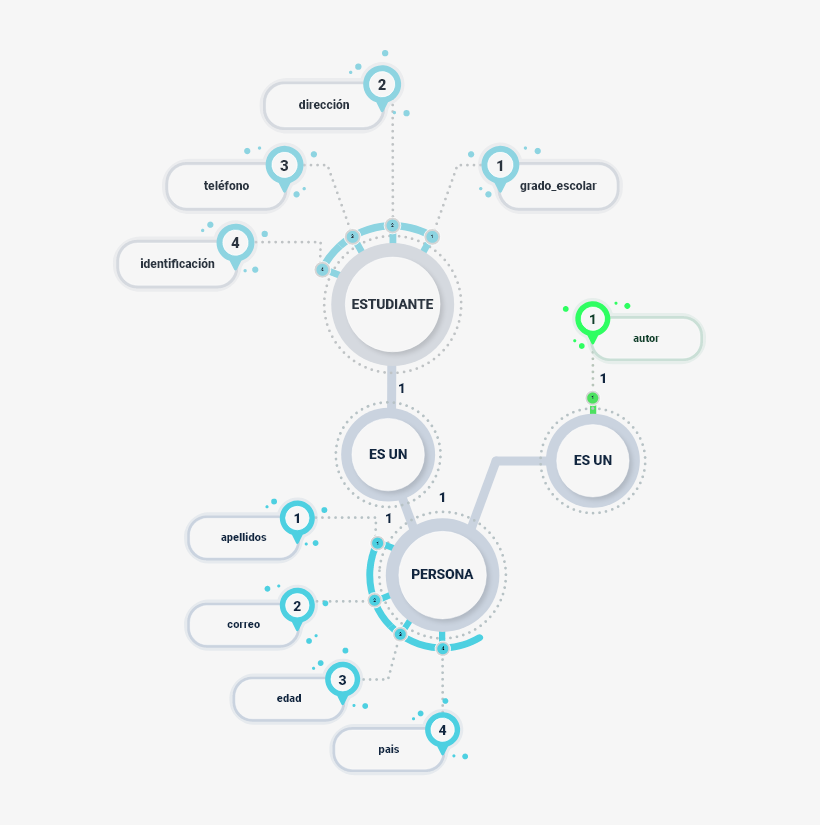 2
dirección
3
teléfono
1
grado_escolar
4
identificación
ESTUDIANTE
1
autor
1
1
ES UN
ES UN
1
1
1
apellidos
PERSONA
2
correo
3
edad
4
pais